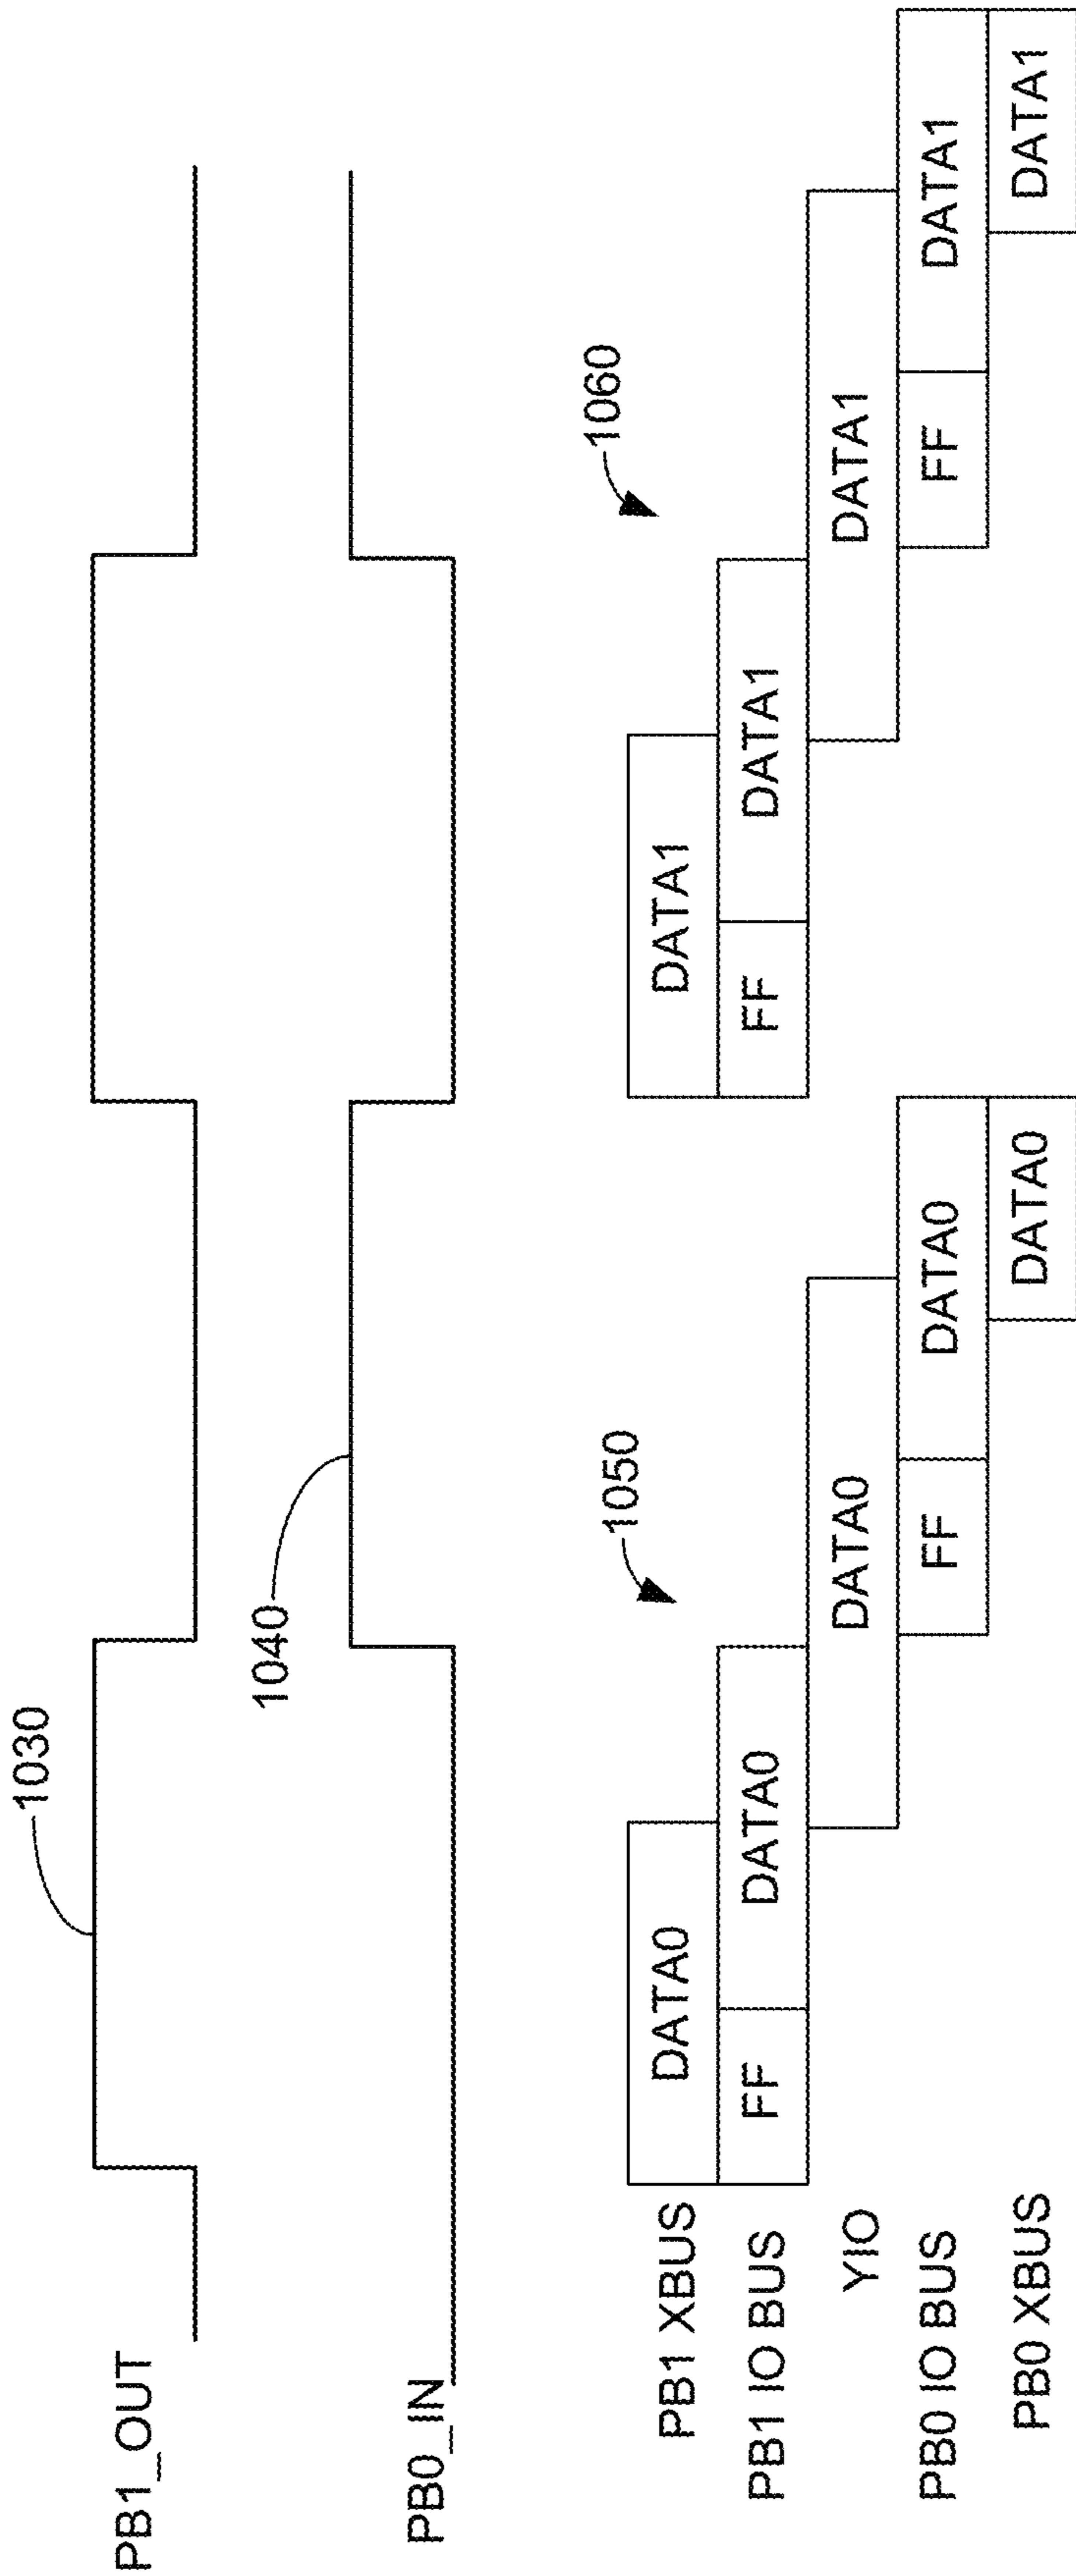 1030
PB1_OUT
1040
PB0_IN
1050
1060
PB1 XBUS
DATA0
DATA1
PB1 IO BUS
FF
DATA0
FF
DATA1
YIO
DATA0
DATA1
PB0 IO BUS
FF
DATA0
FF
DATA1
PB0 XBUS
DATA0
DATA1